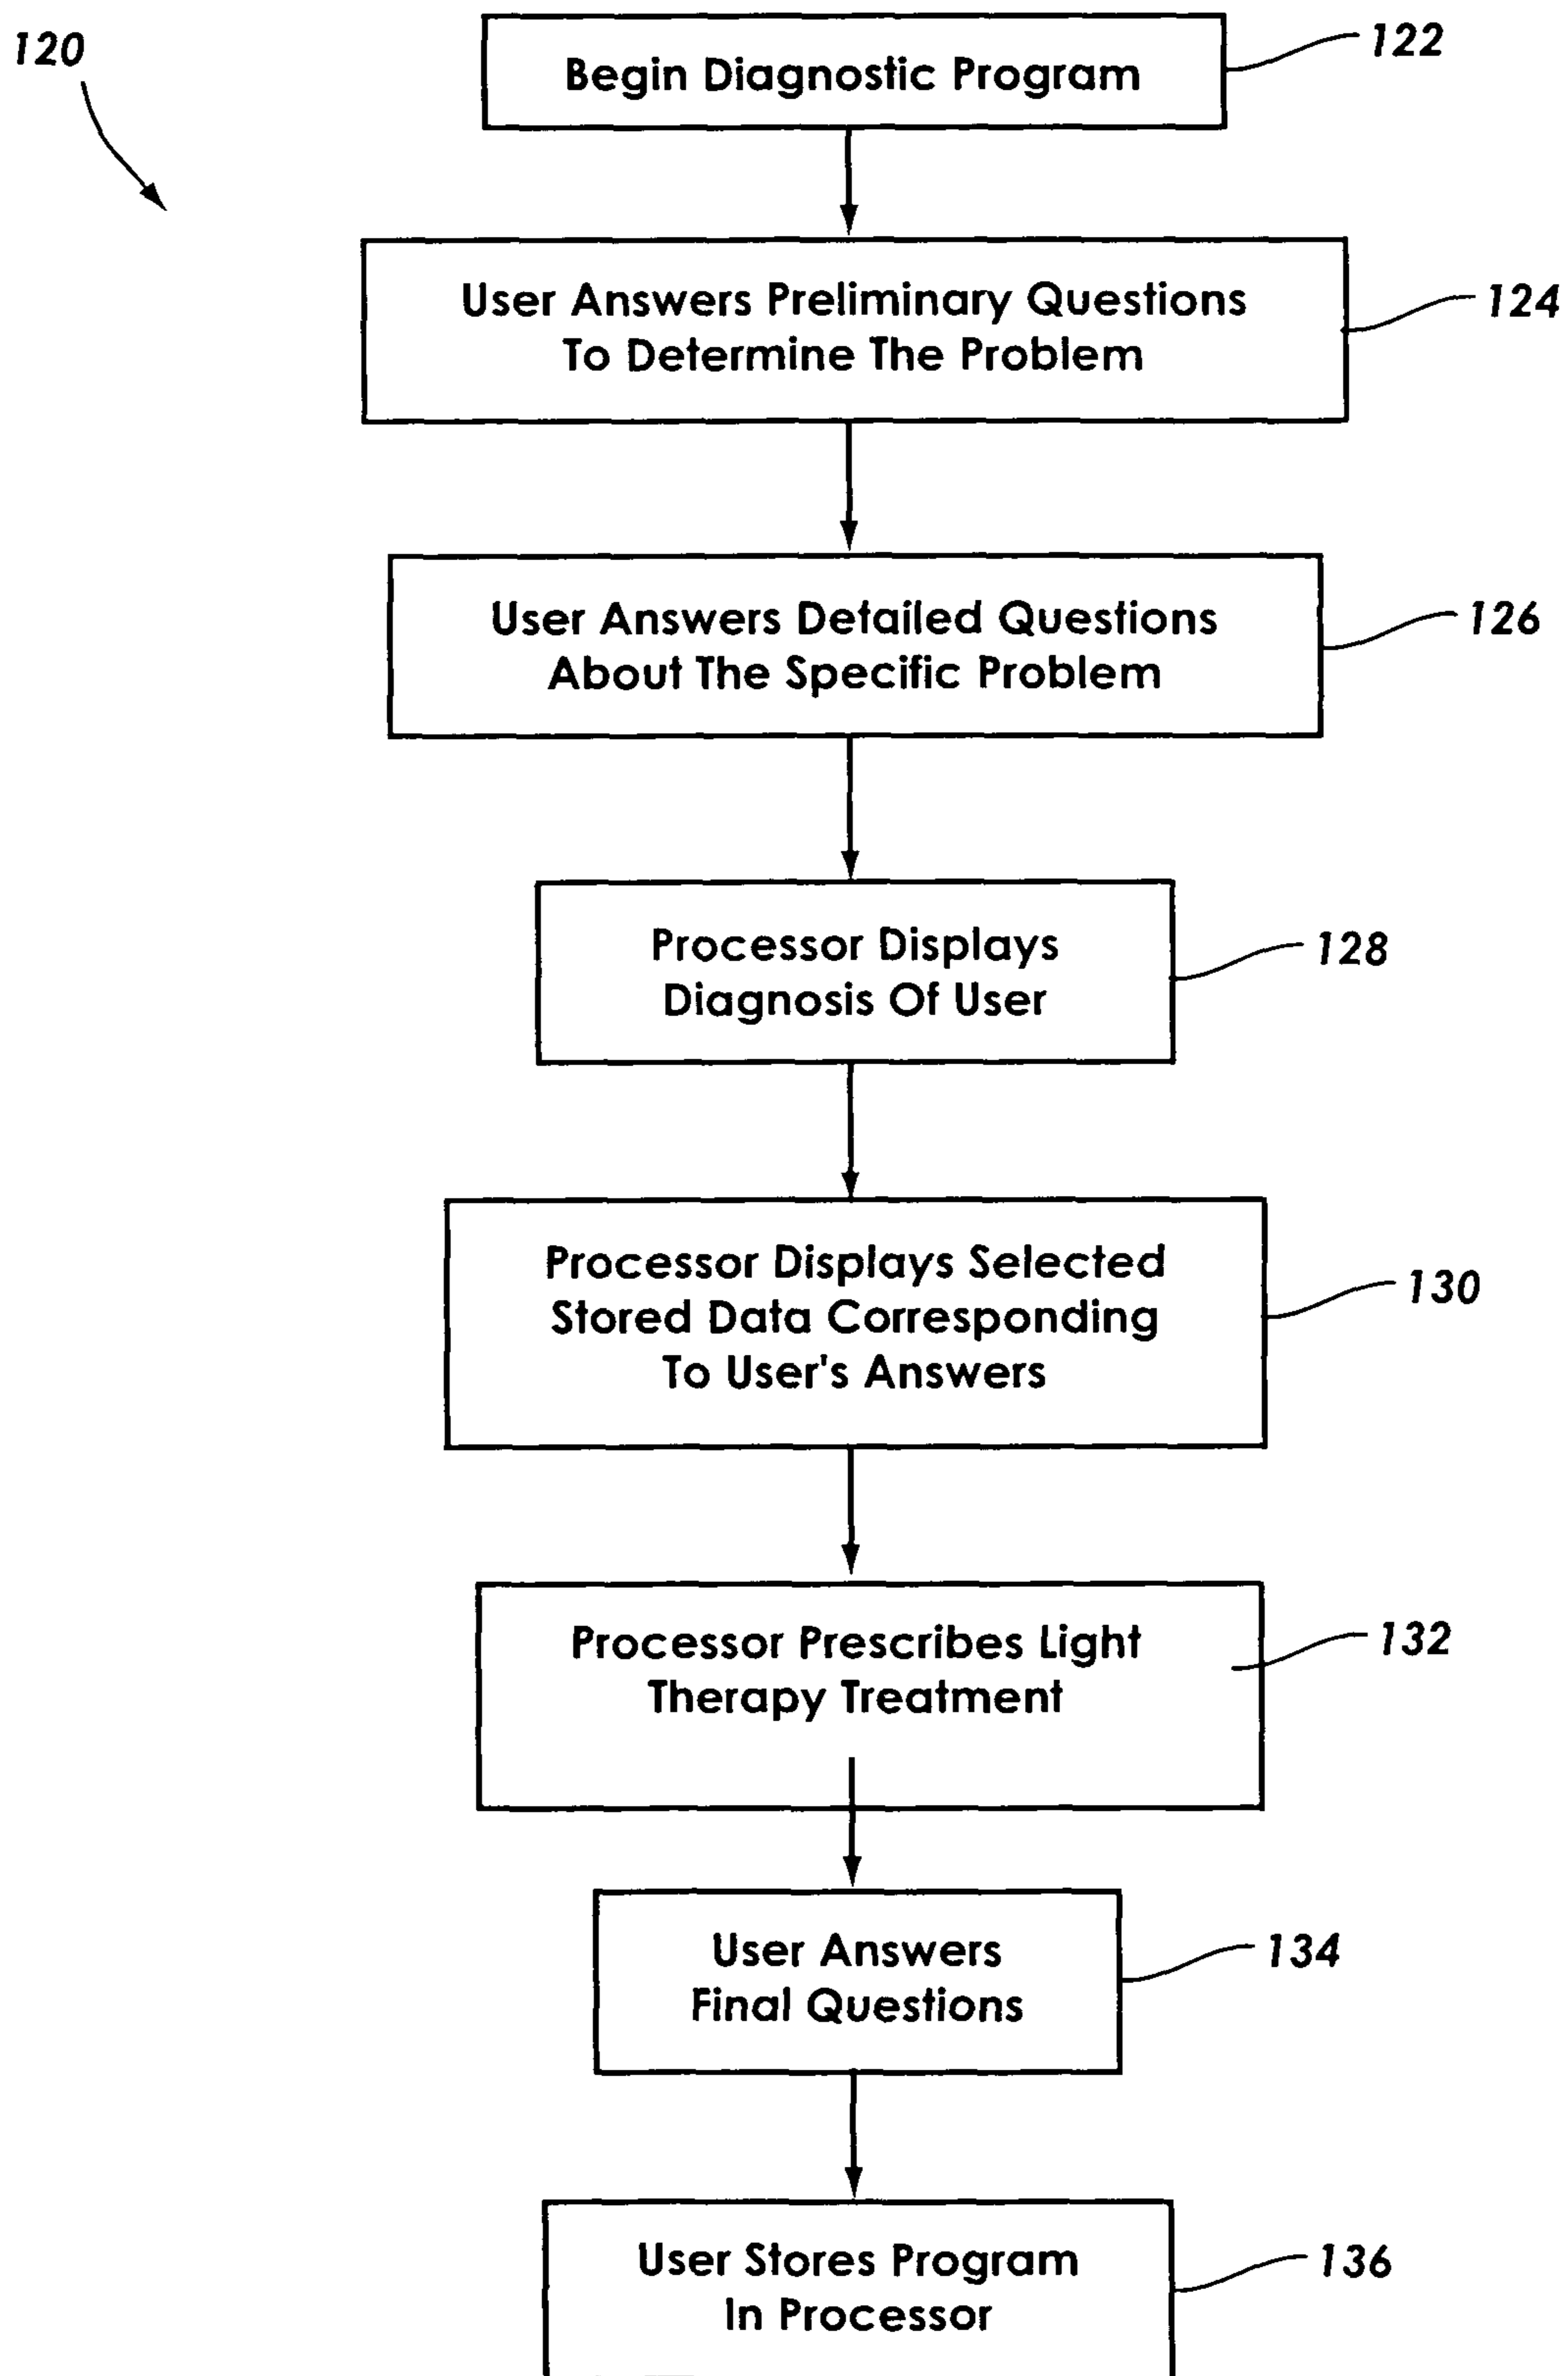 120
Begin Diagnostic Program
122
User Answers Preliminary Questions
To Determine The Problem
124
User Answers Detailed Questions
About The Specific Problem
126
Processor Displays
Diagnosis Of User
128
Processor Displays Selected
Stored Data Corresponding
To User's Answers
130
Processor Prescribes Light
Therapy Treatment
132
User Answers
Final Questions
134
User Stores Program
In Processor
136